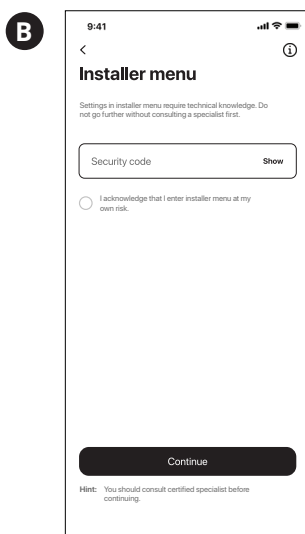 B
9:41
Installer menu
Settings in installer menu require technical knowledge. Do
not go further without consulting a specialist first.
Security code Show
I acknowledge that I enter installer menu at my
own risk.
Continue
Hint: You should consult certified specialist before
continuing.